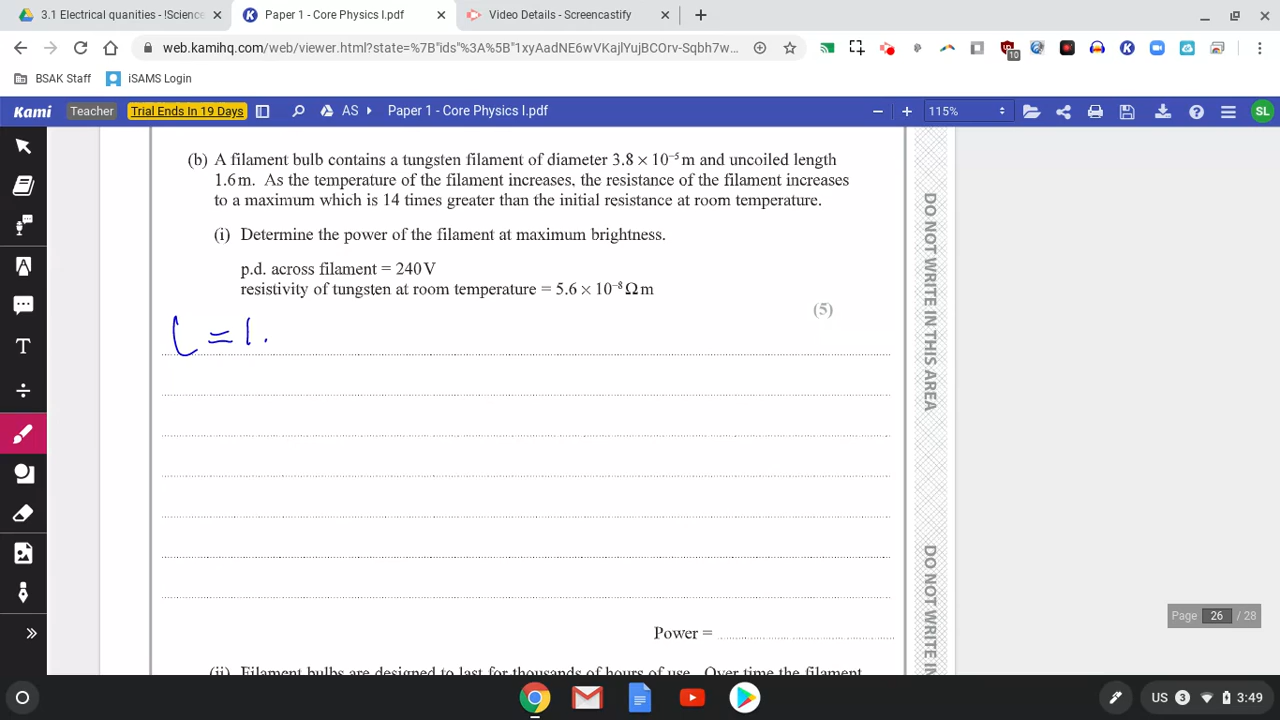 3.1 Electrical quanities - !Science
Paper 1 - Core Physics I.pdf
Video Details - Screencastify
web.kamihq.com/web/viewer.html?state=%7B"ids"%3A%5B"1xyAadNE6wVKajlYujBCOrv-Sqbh7w...
10
BSAK Staff
iSAMS Login
Kami
Teacher
Trial Ends In 19 Days
AS
Paper 1 - Core Physics I.pdf
115%
SL
(b) A filament bulb contains a tungsten filament of diameter 3.8 × 10⁻⁵ m and uncoiled length
1.6 m. As the temperature of the filament increases, the resistance of the filament increases
to a maximum which is 14 times greater than the initial resistance at room temperature.
(i) Determine the power of the filament at maximum brightness.
p.d. across filament = 240 V
resistivity of tungsten at room temperature = 5.6 × 10⁻⁸ Ω m
(5)
L = 1.
Power =
(ii) Filament bulbs are designed to last for thousands of hours of use. Over time the filament
DO NOT WRITE IN THIS AREA
DO NOT WRITE IN
Page 26 / 28
US
3
3:49